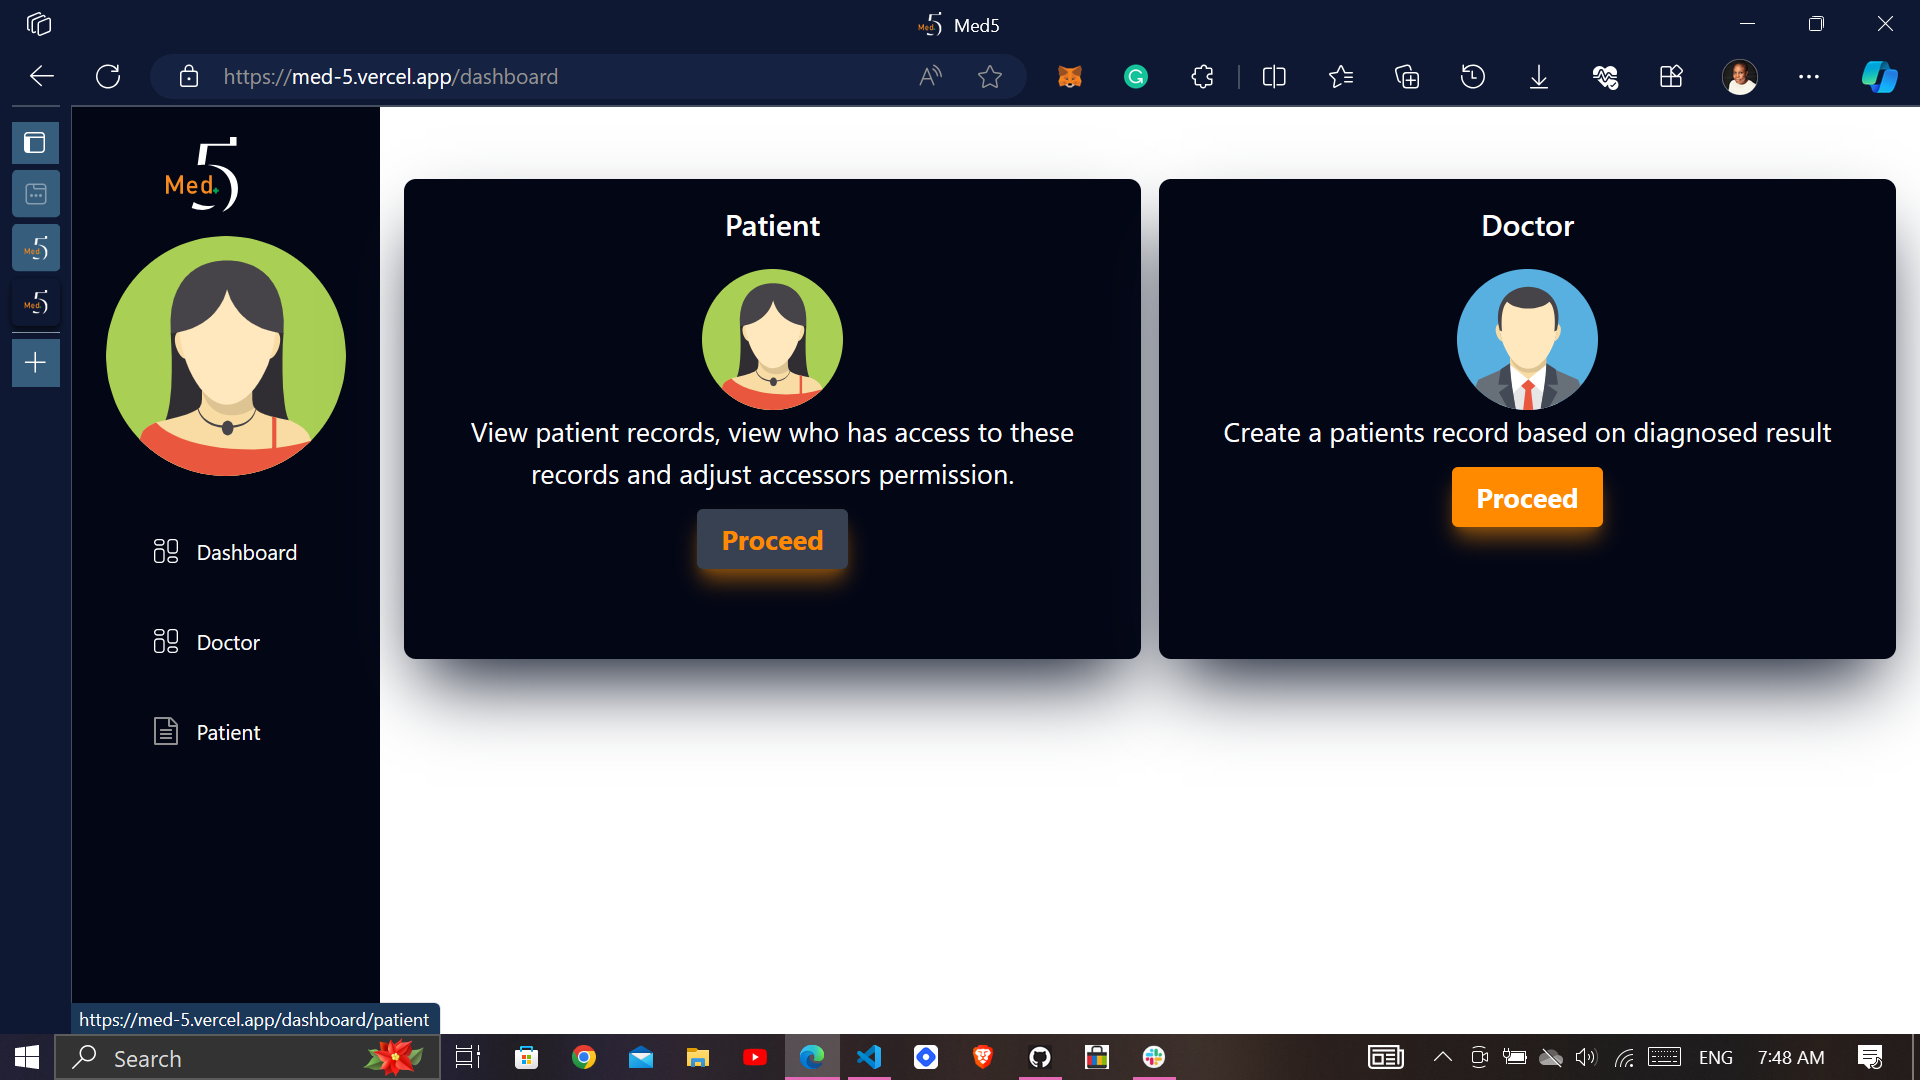 Med5
https://med-5.vercel.app/dashboard
Med 5
Patient
View patient records, view who has access to these
records and adjust accessors permission.
Proceed
Doctor
Create a patients record based on diagnosed result
Proceed
Dashboard
Doctor
Patient
https://med-5.vercel.app/dashboard/patient
Search
ENG
7:48 AM